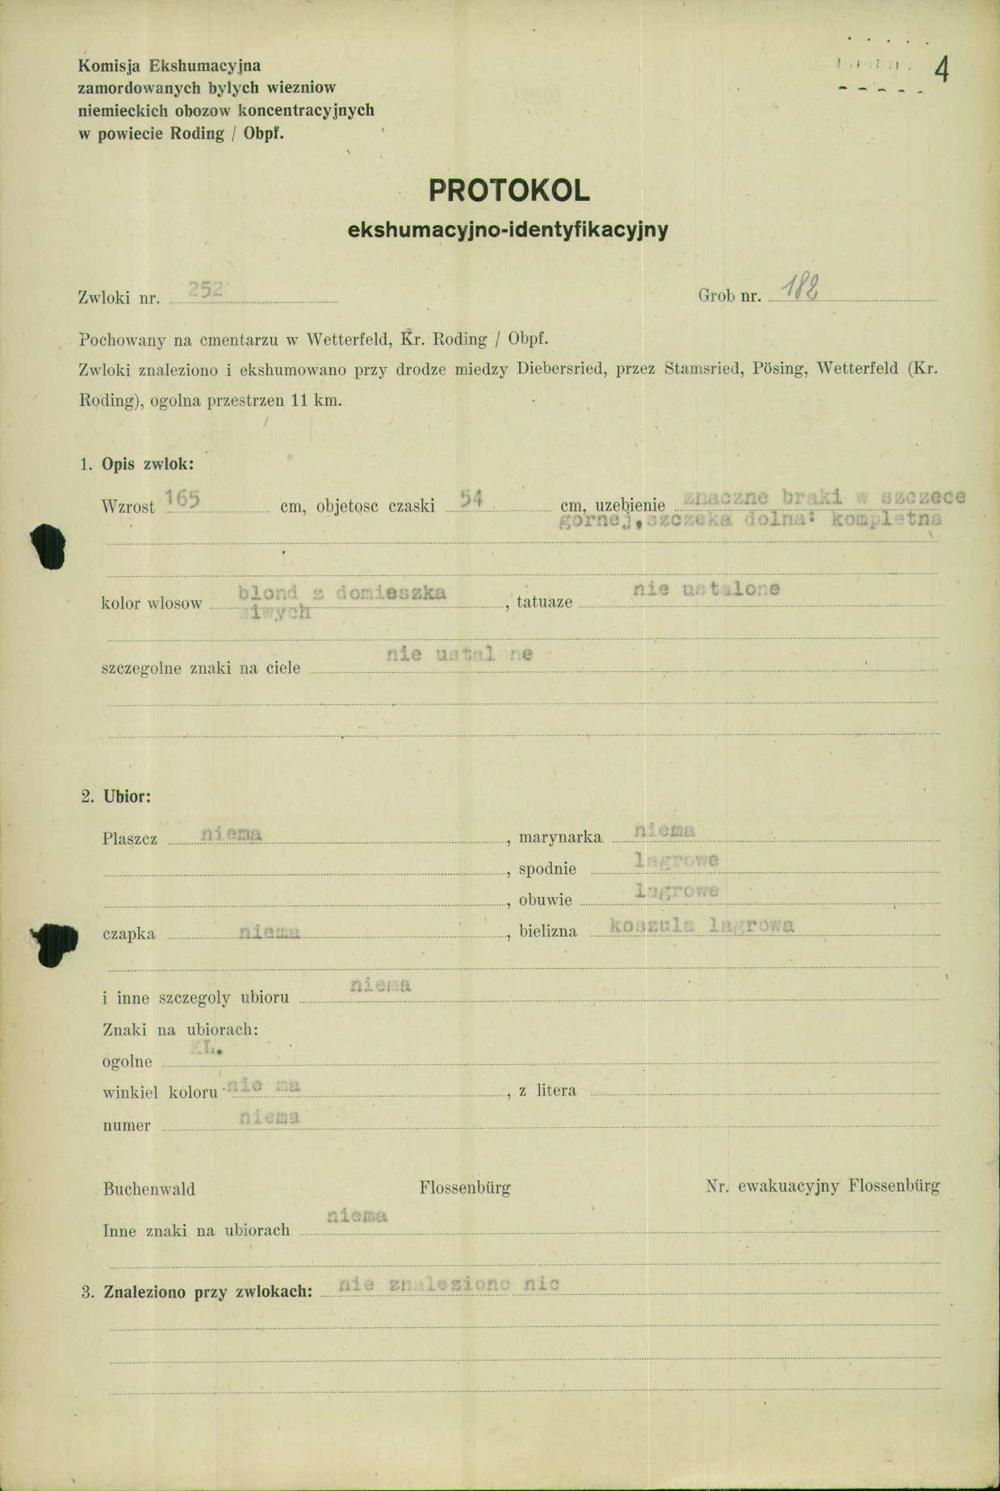 Komisja Ekshumacyjna
zamordowanych bylych wiezniow
niemieckich obozow koncentracyjnych
w powiecie Roding / Obpf.
4
PROTOKOL
ekshumacyjno-identyfikacyjny
Zwloki nr. 252 Grob nr. 182
Pochowany na cmentarzu w Wetterfeld, Kr. Roding / Obpf.
Zwloki znaleziono i ekshumowano przy drodze miedzy Diebersried, przez Stamsried, Pösing, Wetterfeld (Kr.
Roding), ogolna przestrzen 11 km.
1. Opis zwlok:
Wzrost 165 cm, objetosc czaski 54 cm, uzebienie znaczne braki w szczece
gornej, szczeka dolna: kompletna
kolor wlosow blond z domieszka , tatuaze nie ustalone
siwych
szczegolne znaki na ciele nie ustalone
2. Ubior:
Plaszcz niema , marynarka niema
, spodnie lagrowe
, obuwie lagrowe
czapka niema , bielizna koszula lagrowa
i inne szczegoly ubioru niema
Znaki na ubiorach:
ogolne KL.
winkiel koloru nie ma , z litera
numer niema
Buchenwald Flossenbürg Nr. ewakuacyjny Flossenbürg
Inne znaki na ubiorach niema
3. Znaleziono przy zwlokach: nie znaleziono nic